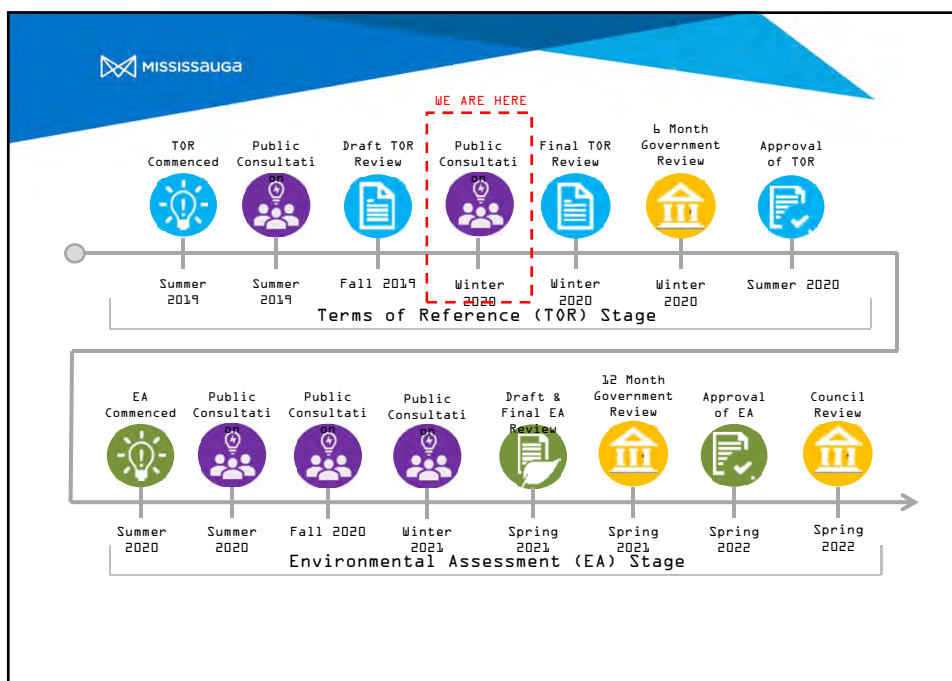 MISSISSAUGA
WE ARE HERE
TOR
Commenced
Public
Consultati
on
Draft TOR
Review
Public
Consultati
on
Final TOR
Review
6 Month
Government
Review
Approval
of TOR
Summer
2019
Summer
2019
Fall 2019
Winter
2020
Winter
2020
Winter
2020
Summer 2020
Terms of Reference (TOR) Stage
EA
Commenced
Public
Consultati
on
Public
Consultati
on
Public
Consultati
on
Draft &
Final EA
Review
12 Month
Government
Review
Approval
of EA
Council
Review
Summer
2020
Summer
2020
Fall 2020
Winter
2021
Spring
2021
Spring
2021
Spring
2022
Spring
2022
Environmental Assessment (EA) Stage